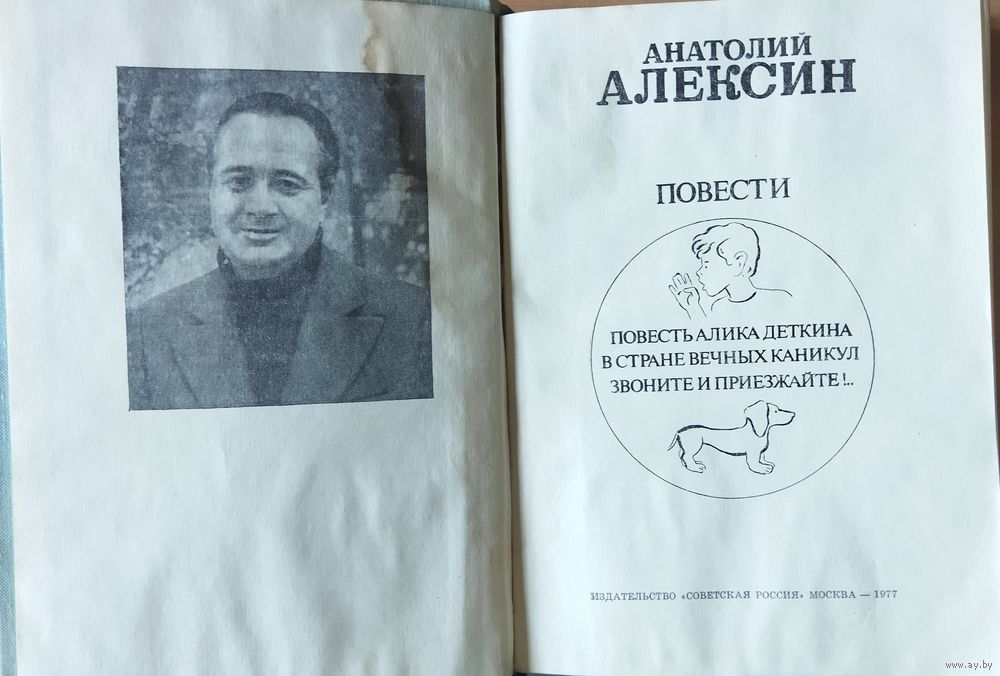 АНАТОЛИЙ
АЛЕКСИН
ПОВЕСТИ
ПОВЕСТЬ АЛИКА ДЕТКИНА
В СТРАНЕ ВЕЧНЫХ КАНИКУЛ
ЗВОНИТЕ И ПРИЕЗЖАЙТЕ!..
ИЗДАТЕЛЬСТВО «СОВЕТСКАЯ РОССИЯ» МОСКВА — 1977
www.ay.by